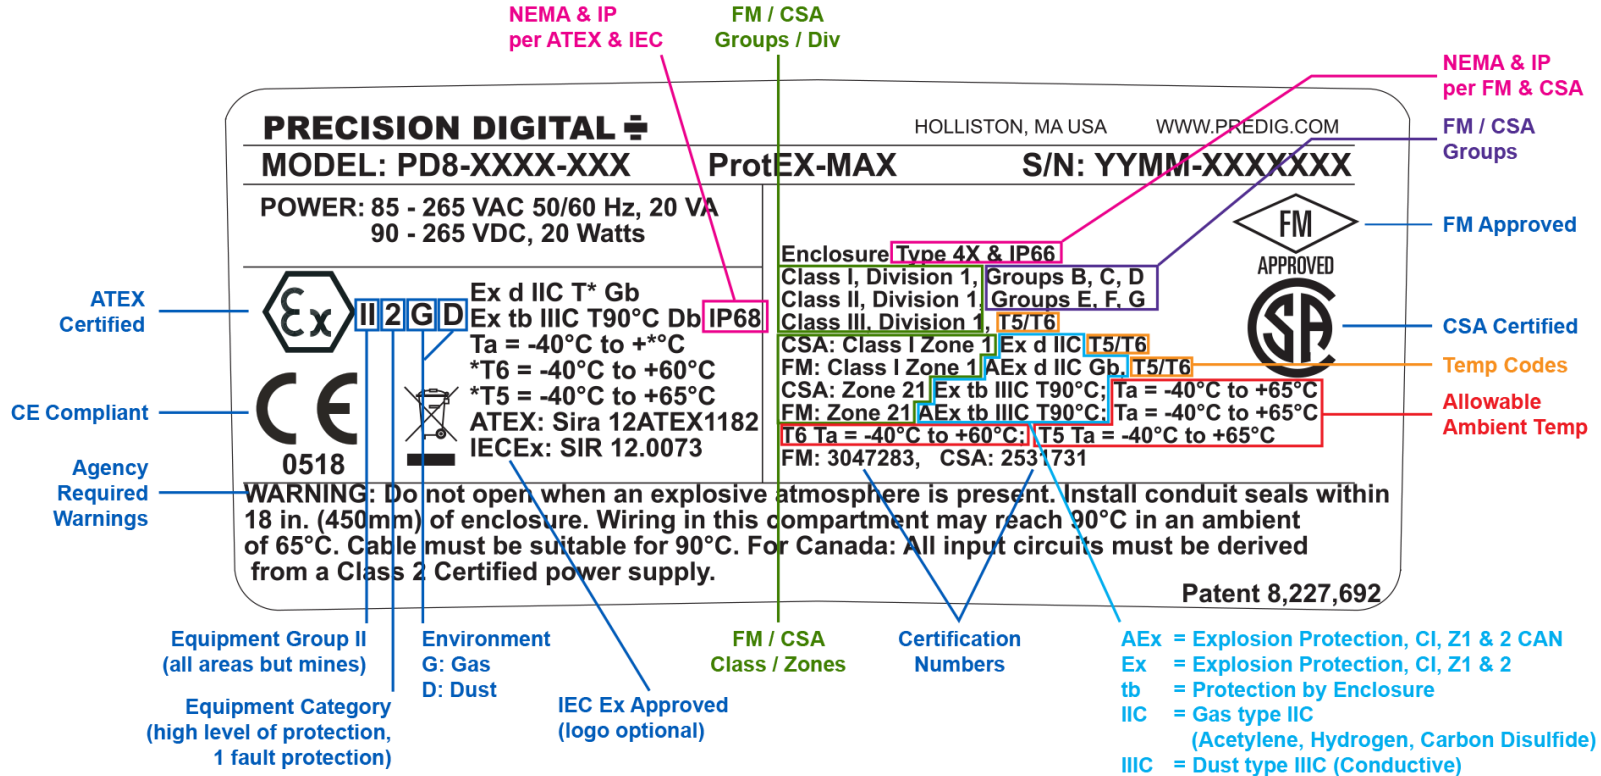 NEMA & IP
per ATEX & IEC
FM / CSA
Groups / Div
NEMA & IP
per FM & CSA
FM / CSA
Groups
PRECISION DIGITAL
HOLLISTON, MA USA WWW.PREDIG.COM
MODEL: PD8-XXXX-XXX ProtEX-MAX S/N: YYMM-XXXXXXX
POWER: 85 - 265 VAC 50/60 Hz, 20 VA
90 - 265 VDC, 20 Watts
FM
APPROVED
FM Approved
ATEX
Certified
Ex
II 2 G D
Ex d IIC T* Gb
Ex tb IIIC T90°C Db IP68
Ta = -40°C to +*°C
*T6 = -40°C to +60°C
*T5 = -40°C to +65°C
ATEX: Sira 12ATEX1182
IECEx: SIR 12.0073
CE Compliant
CE
0518
Enclosure Type 4X & IP66
Class I, Division 1, Groups B, C, D
Class II, Division 1, Groups E, F, G
Class III, Division 1, T5/T6
CSA: Class I Zone 1 Ex d IIC T5/T6
FM: Class I Zone 1 AEx d IIC Gb, T5/T6
CSA: Zone 21 Ex tb IIIC T90°C; Ta = -40°C to +65°C
FM: Zone 21 AEx tb IIIC T90°C; Ta = -40°C to +65°C
T6 Ta = -40°C to +60°C; T5 Ta = -40°C to +65°C
FM: 3047283, CSA: 2531731
SA
CSA Certified
Temp Codes
Allowable
Ambient Temp
Agency
Required
Warnings
WARNING: Do not open when an explosive atmosphere is present. Install conduit seals within
18 in. (450mm) of enclosure. Wiring in this compartment may reach 90°C in an ambient
of 65°C. Cable must be suitable for 90°C. For Canada: All input circuits must be derived
from a Class 2 Certified power supply.
Patent 8,227,692
Equipment Group II
(all areas but mines)
Environment
G: Gas
D: Dust
Equipment Category
(high level of protection,
1 fault protection)
IEC Ex Approved
(logo optional)
FM / CSA
Class / Zones
Certification
Numbers
AEx = Explosion Protection, CI, Z1 & 2 CAN
Ex = Explosion Protection, CI, Z1 & 2
tb = Protection by Enclosure
IIC = Gas type IIC
(Acetylene, Hydrogen, Carbon Disulfide)
IIIC = Dust type IIIC (Conductive)